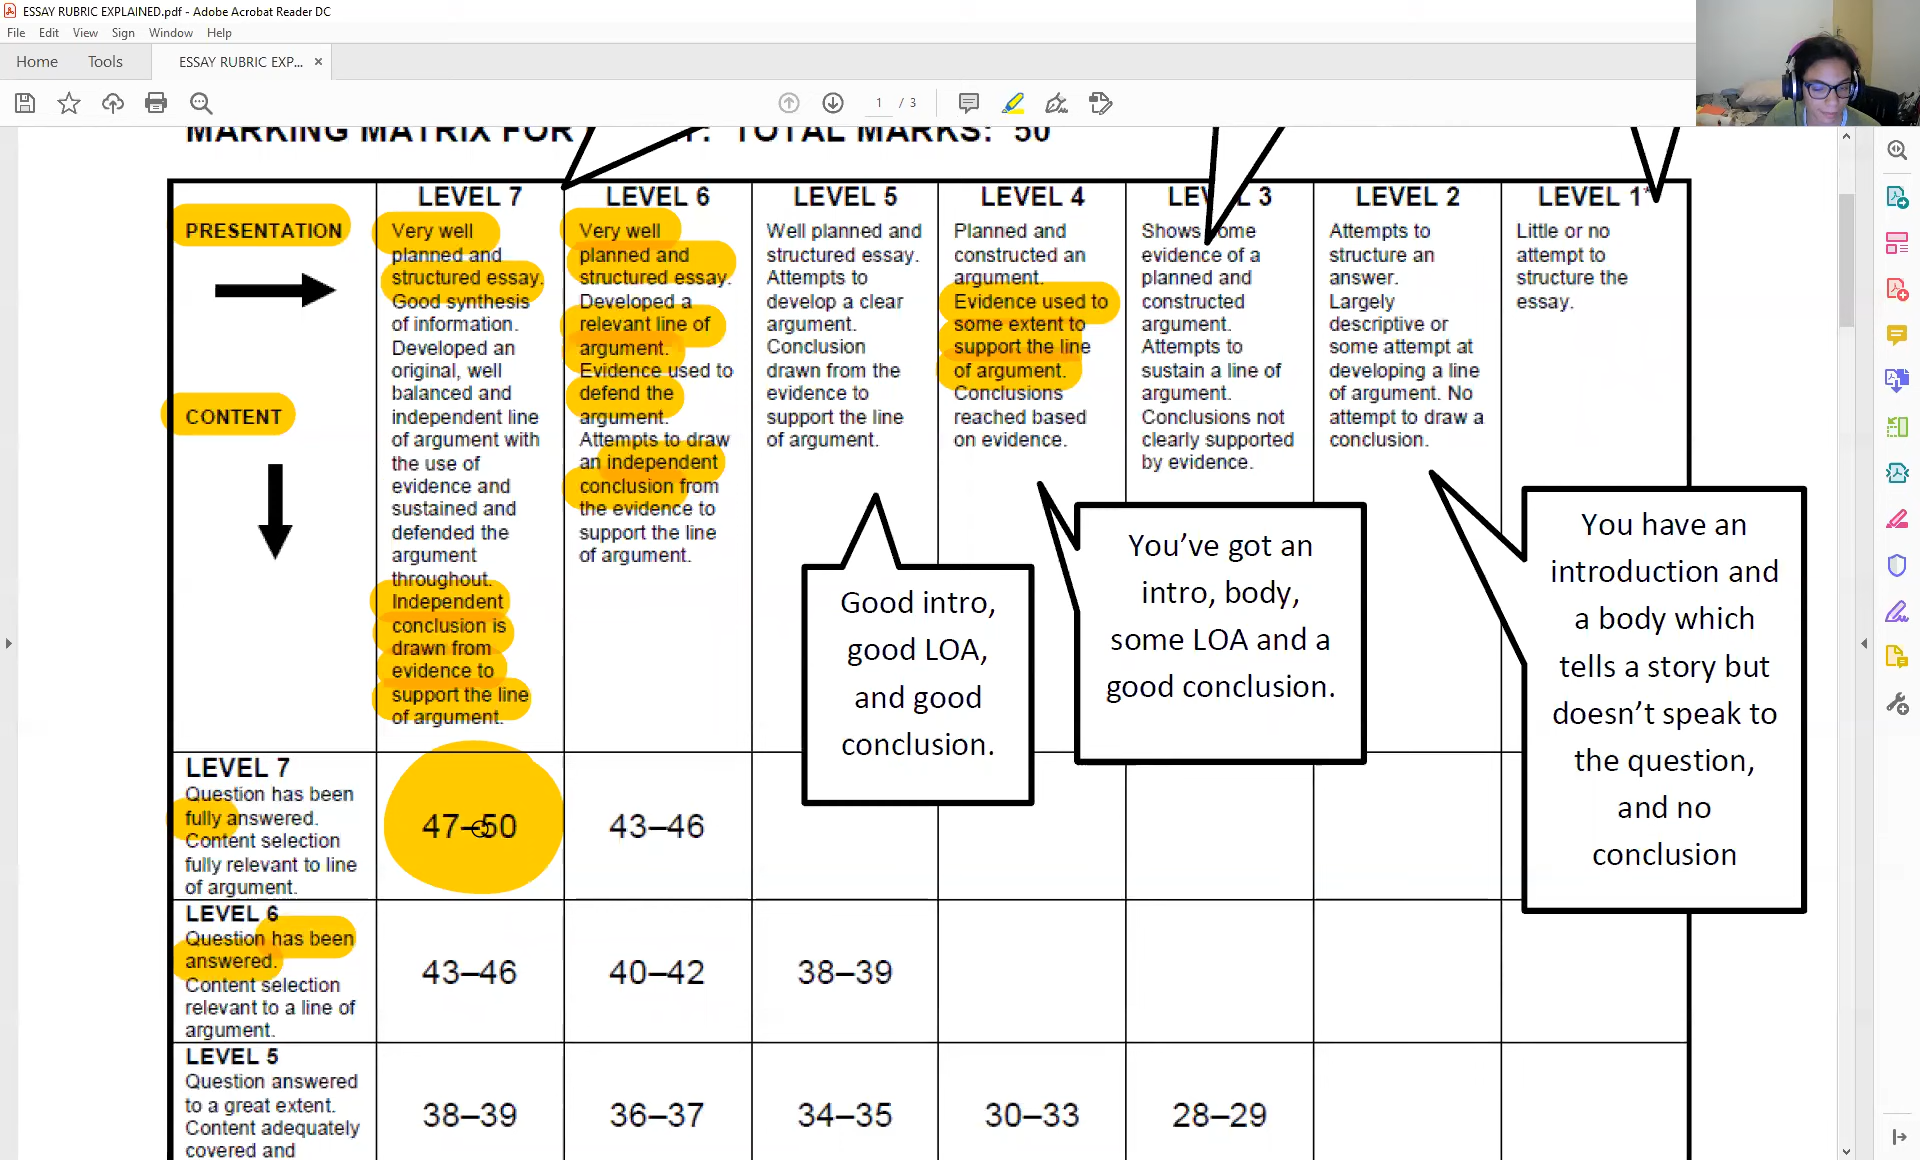 ESSAY RUBRIC EXPLAINED.pdf - Adobe Acrobat Reader DC
File Edit View Sign Window Help
Home Tools ESSAY RUBRIC EXP... ×
1 / 3
MARKING MATRIX FOR T: TOTAL MARKS: 50
PRESENTATION
CONTENT
LEVEL 7
Very well
planned and
structured essay.
Good synthesis
of information.
Developed an
original, well
balanced and
independent line
of argument with
the use of
evidence and
sustained and
defended the
argument
throughout.
Independent
conclusion is
drawn from
evidence to
support the line
of argument.
LEVEL 6
Very well
planned and
structured essay.
Developed a
relevant line of
argument.
Evidence used to
defend the
argument.
Attempts to draw
an independent
conclusion from
the evidence to
support the line
of argument.
LEVEL 5
Well planned and
structured essay.
Attempts to
develop a clear
argument.
Conclusion
drawn from the
evidence to
support the line
of argument.
LEVEL 4
Planned and
constructed an
argument.
Evidence used to
some extent to
support the line
of argument.
Conclusions
reached based
on evidence.
LEVEL 3
Shows some
evidence of a
planned and
constructed
argument.
Attempts to
sustain a line of
argument.
Conclusions not
clearly supported
by evidence.
LEVEL 2
Attempts to
structure an
answer.
Largely
descriptive or
some attempt at
developing a line
of argument. No
attempt to draw a
conclusion.
LEVEL 1*
Little or no
attempt to
structure the
essay.
Good intro,
good LOA,
and good
conclusion.
You’ve got an
intro, body,
some LOA and a
good conclusion.
You have an
introduction and
a body which
tells a story but
doesn’t speak to
the question,
and no
conclusion
LEVEL 7
Question has been
fully answered.
Content selection
fully relevant to line
of argument.
47–50 43–46
LEVEL 6
Question has been
answered.
Content selection
relevant to a line of
argument.
43–46 40–42 38–39
LEVEL 5
Question answered
to a great extent.
Content adequately
covered and
38–39 36–37 34–35 30–33 28–29